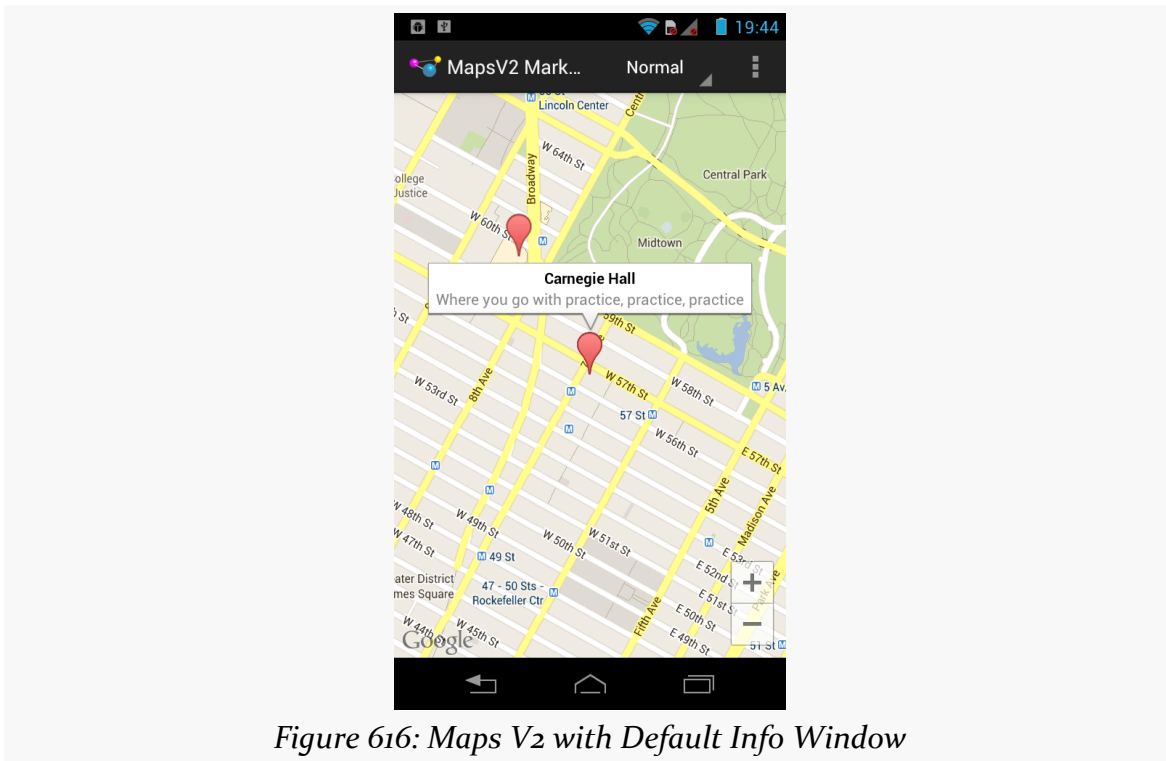 19:44
MapsV2 Mark...
Normal
Lincoln Center
W 64th St
Broadway
Central Park
ollege
Justice
W 60th St
Midtown
Carnegie Hall
Where you go with practice, practice, practice
59th St
W 53rd St
8th Ave
W 57th St
W 58th St
M 5 Av.
57 St M
W 56th St
E 57th St
5th Ave
Madison Ave
W 48th St
W 49th St
W 47th St
W 50th St
W 51st St
M 49 St
E 53rd St
E 52nd St
ater District
mes Square
47 - 50 Sts -
Rockefeller Ctr
E 51st St
Park Ave
E 50th St
Fifth Ave
E 49th St
W 44th
W 45th St
Google
51 St M
Figure 616: Maps V2 with Default Info Window